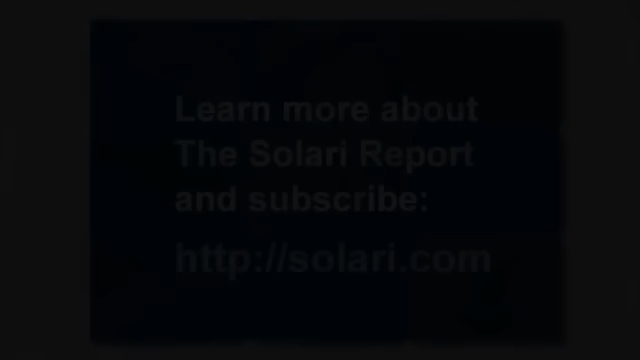 Learn more about
The Solari Report
and subscribe:
http://solari.com